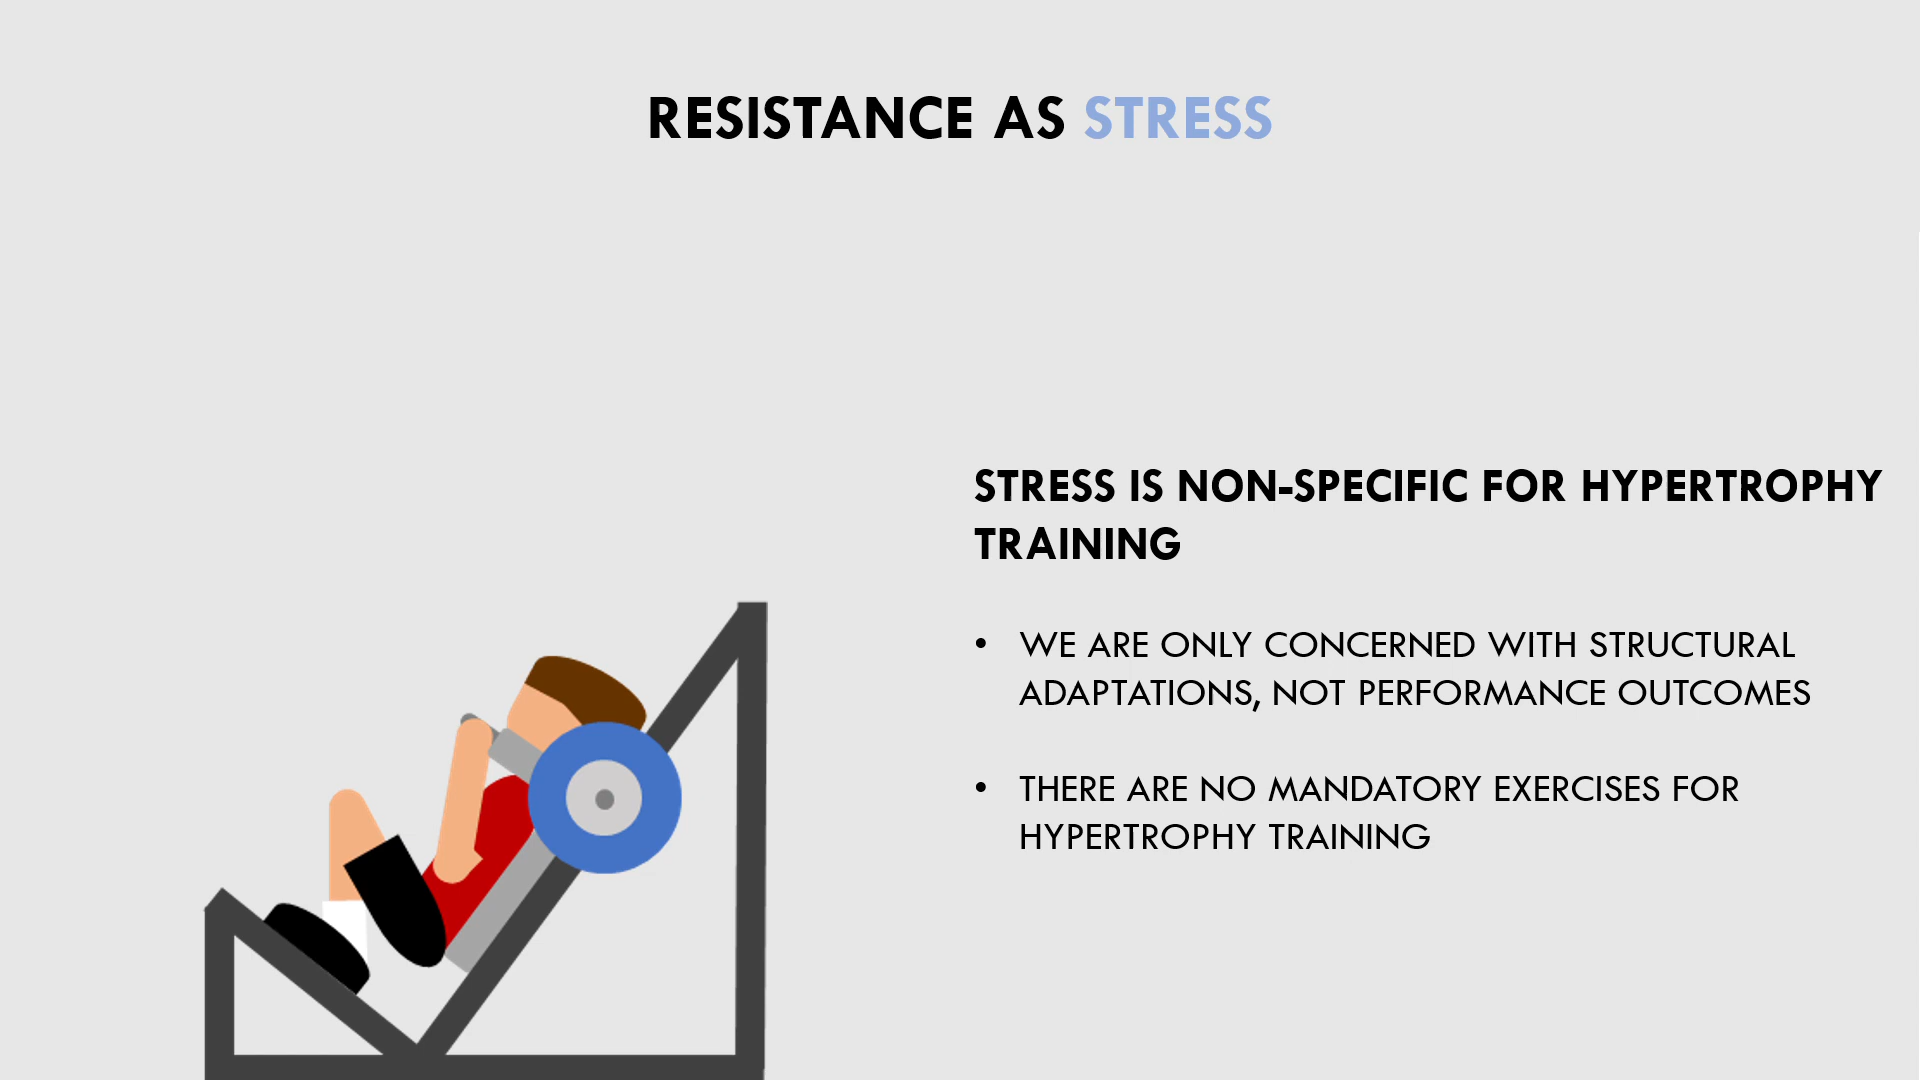 RESISTANCE AS STRESS
STRESS IS NON-SPECIFIC FOR HYPERTROPHY
TRAINING
• WE ARE ONLY CONCERNED WITH STRUCTURAL
ADAPTATIONS, NOT PERFORMANCE OUTCOMES
• THERE ARE NO MANDATORY EXERCISES FOR
HYPERTROPHY TRAINING